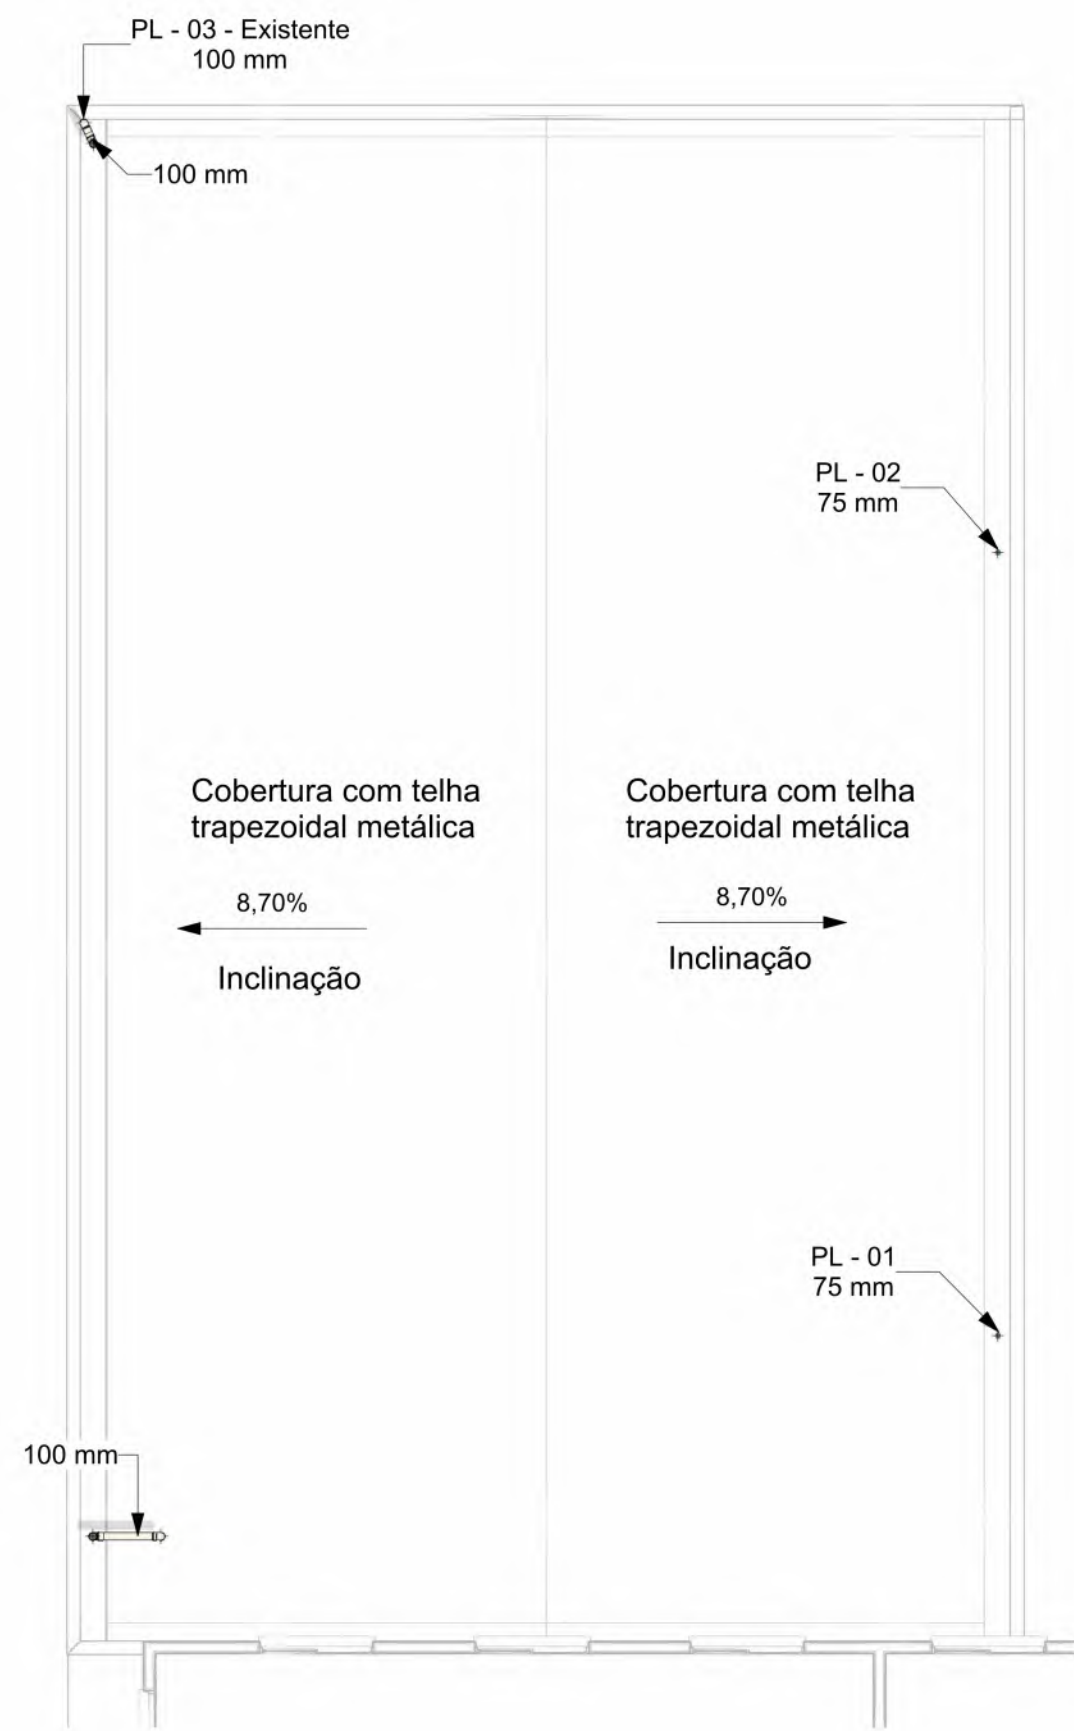 PL - 03 - Existente
100 mm
100 mm
PL - 02
75 mm
Cobertura com telha
trapezoidal metálica
8,70%
Inclinação
Cobertura com telha
trapezoidal metálica
8,70%
Inclinação
PL - 01
75 mm
100 mm